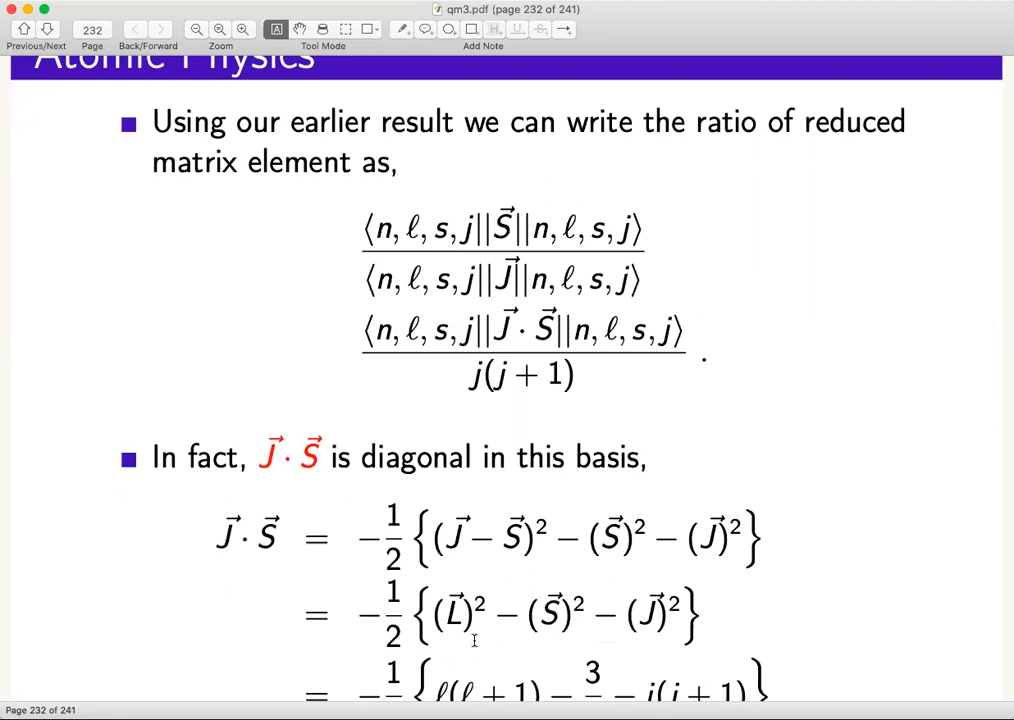 qm3.pdf (page 232 of 241)
232
Previous/Next Page Back/Forward Zoom Tool Mode Add Note
Atomic Physics
Using our earlier result we can write the ratio of reduced
matrix element as,
⟨n, ℓ, s, j||S⃗||n, ℓ, s, j⟩
⟨n, ℓ, s, j||J⃗||n, ℓ, s, j⟩
⟨n, ℓ, s, j||J⃗ · S⃗||n, ℓ, s, j⟩
j(j + 1) .
In fact, J⃗ · S⃗ is diagonal in this basis,
J⃗ · S⃗ = −1/2 {(J⃗ − S⃗)² − (S⃗)² − (J⃗)²}
= −1/2 {(L⃗)² − (S⃗)² − (J⃗)²}
Page 232 of 241